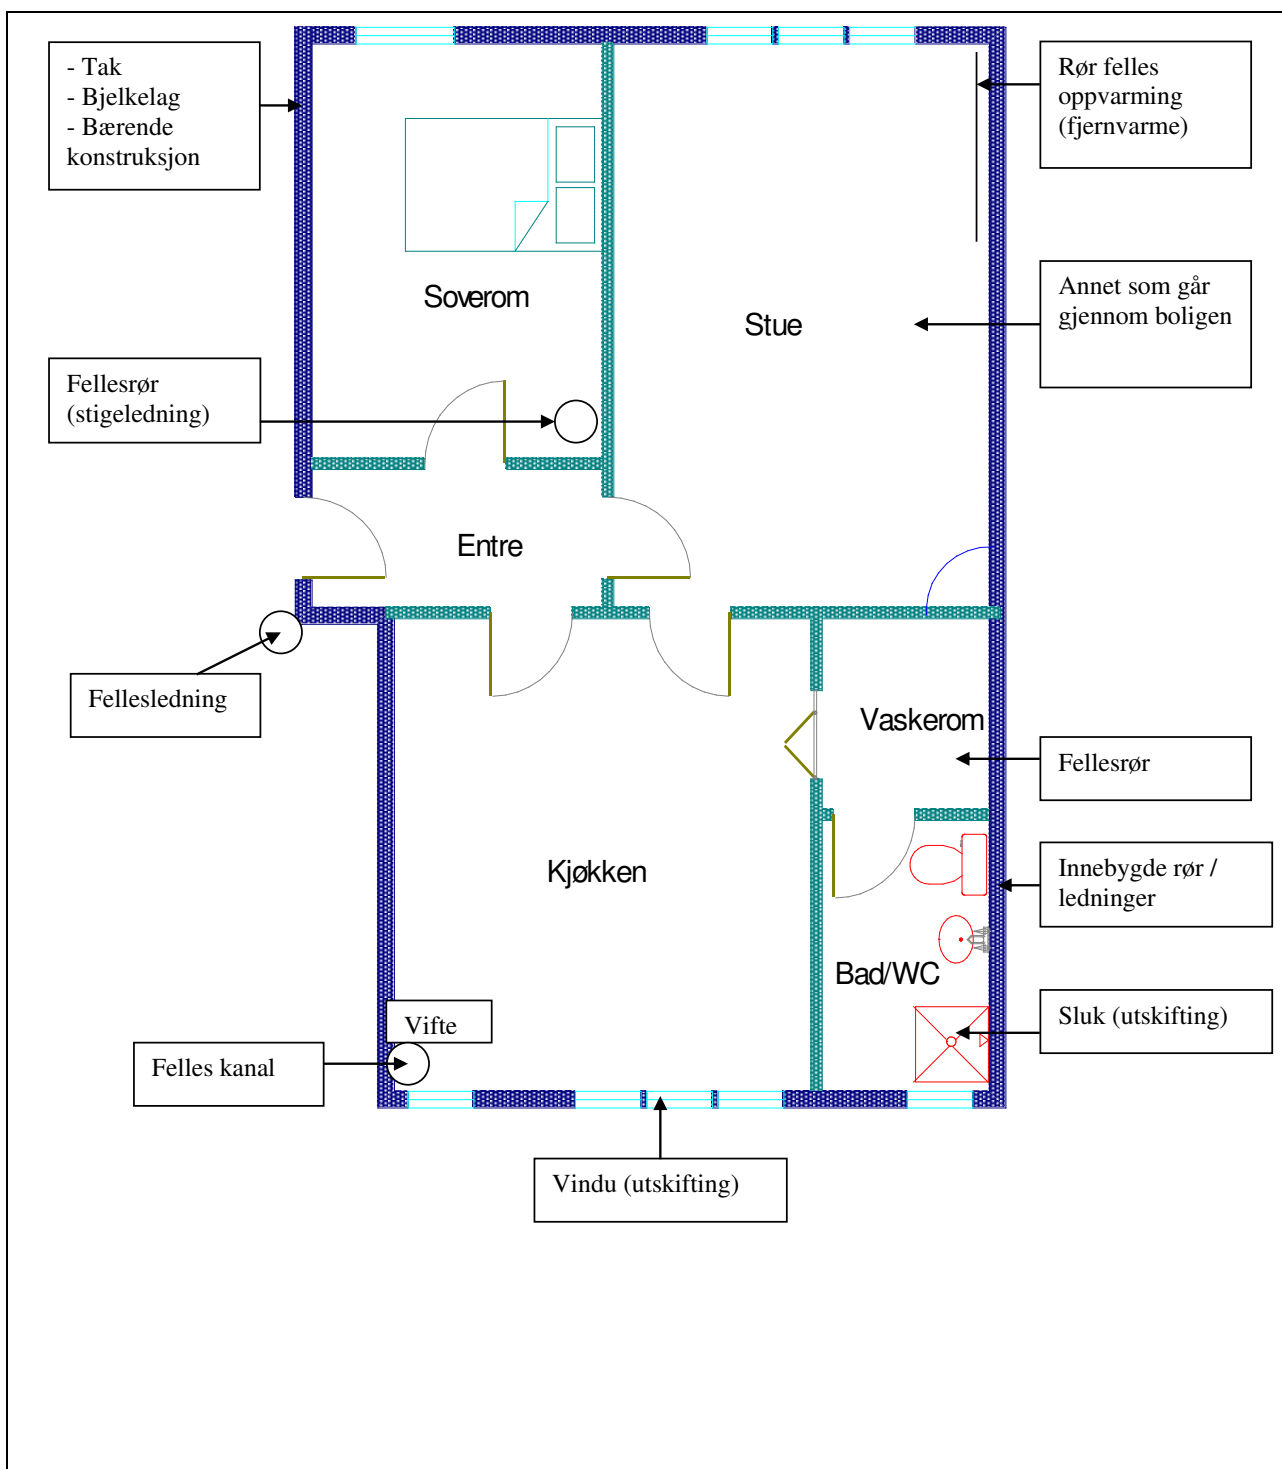 - Tak
- Bjelkelag
- Bærende
konstruksjon
Rør felles
oppvarming
(fjernvarme)
Soverom
Stue
Annet som går
gjennom boligen
Fellesrør
(stigeledning)
Entre
Fellesledning
Vaskerom
Fellesrør
Kjøkken
Innebygde rør /
ledninger
Bad/WC
Vifte
Sluk (utskifting)
Felles kanal
Vindu (utskifting)